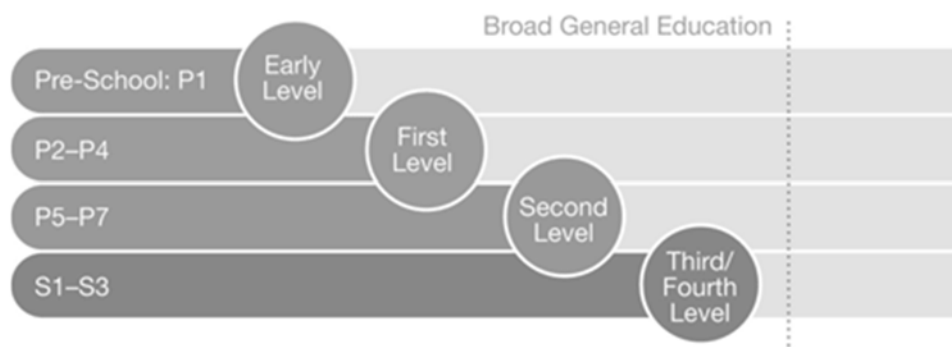 Broad General Education
Pre-School: P1
Early
Level
P2–P4
First
Level
P5–P7
Second
Level
S1–S3
Third/
Fourth
Level